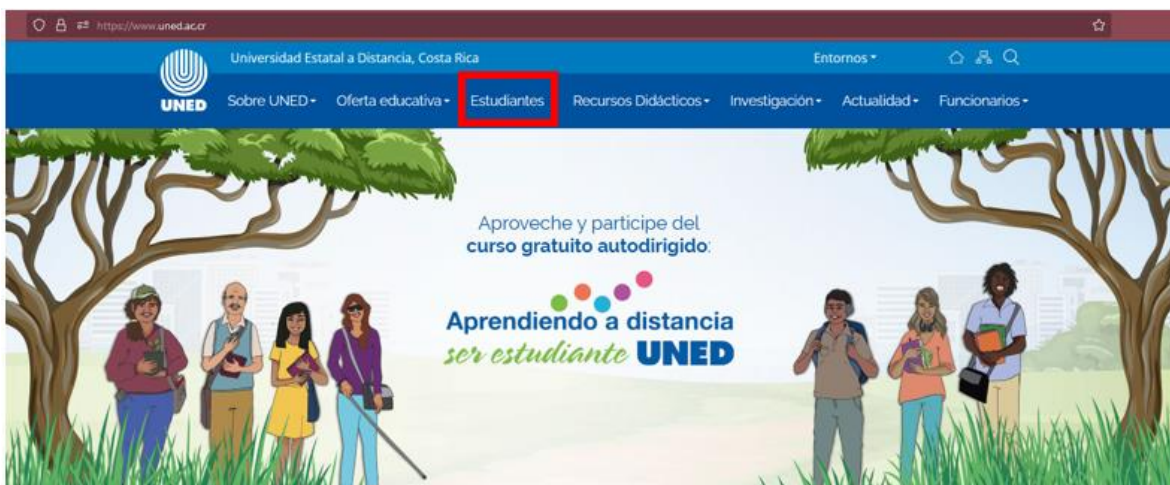 https://www.uned.ac.cr
Universidad Estatal a Distancia, Costa Rica
Entornos
UNED
Sobre UNED
Oferta educativa
Estudiantes
Recursos Didácticos
Investigación
Actualidad
Funcionarios
Aproveche y participe del
curso gratuito autodirigido:
Aprendiendo a distancia
ser estudiante UNED